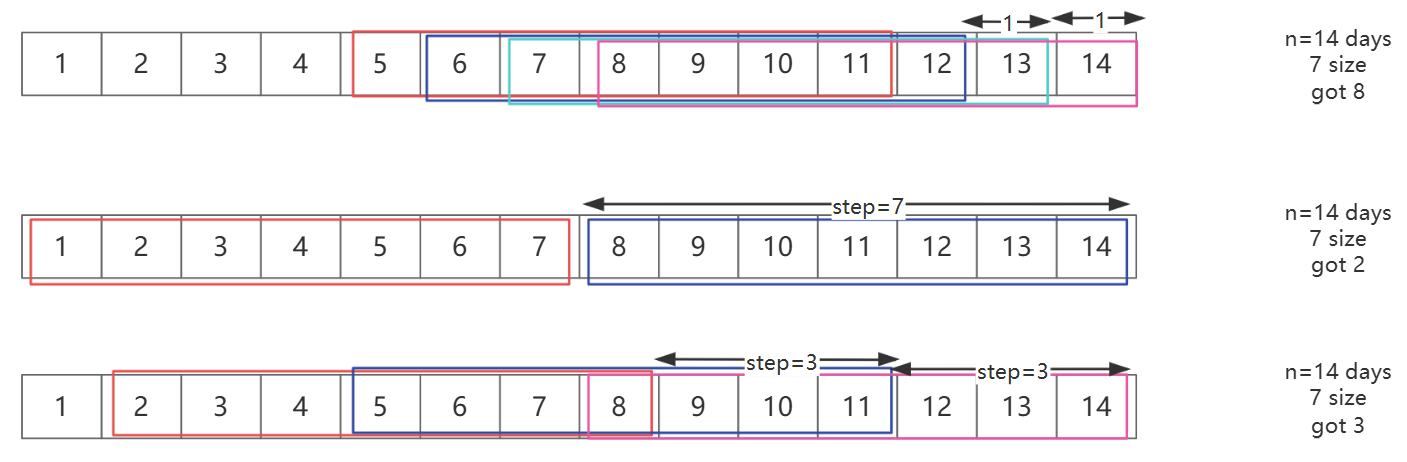 1 1
1 2 3 4 5 6 7 8 9 10 11 12 13 14
n=14 days
7 size
got 8
step=7
1 2 3 4 5 6 7 8 9 10 11 12 13 14
n=14 days
7 size
got 2
step=3 step=3
1 2 3 4 5 6 7 8 9 10 11 12 13 14
n=14 days
7 size
got 3